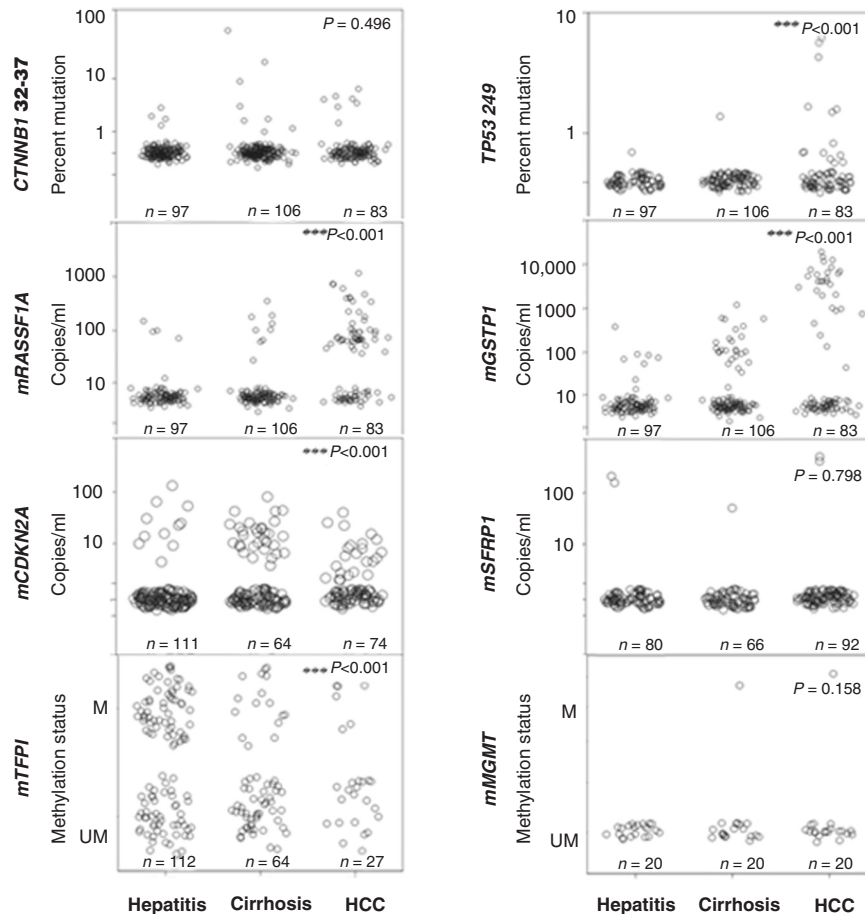 CTNNB1 32-37
Percent mutation
100
10
1
P = 0.496
n = 97
n = 106
n = 83
TP53 249
Percent mutation
10
1
***P<0.001
n = 97
n = 106
n = 83
mRASSF1A
Copies/ml
1000
100
10
***P<0.001
n = 97
n = 106
n = 83
mGSTP1
Copies/ml
10,000
1000
100
10
***P<0.001
n = 97
n = 106
n = 83
mCDKN2A
Copies/ml
100
10
***P<0.001
n = 111
n = 64
n = 74
mSFRP1
Copies/ml
100
10
P = 0.798
n = 80
n = 66
n = 92
mTFPI
Methylation status
M
UM
***P<0.001
n = 112
n = 64
n = 27
mMGMT
Methylation status
M
UM
P = 0.158
n = 20
n = 20
n = 20
Hepatitis Cirrhosis HCC
Hepatitis Cirrhosis HCC